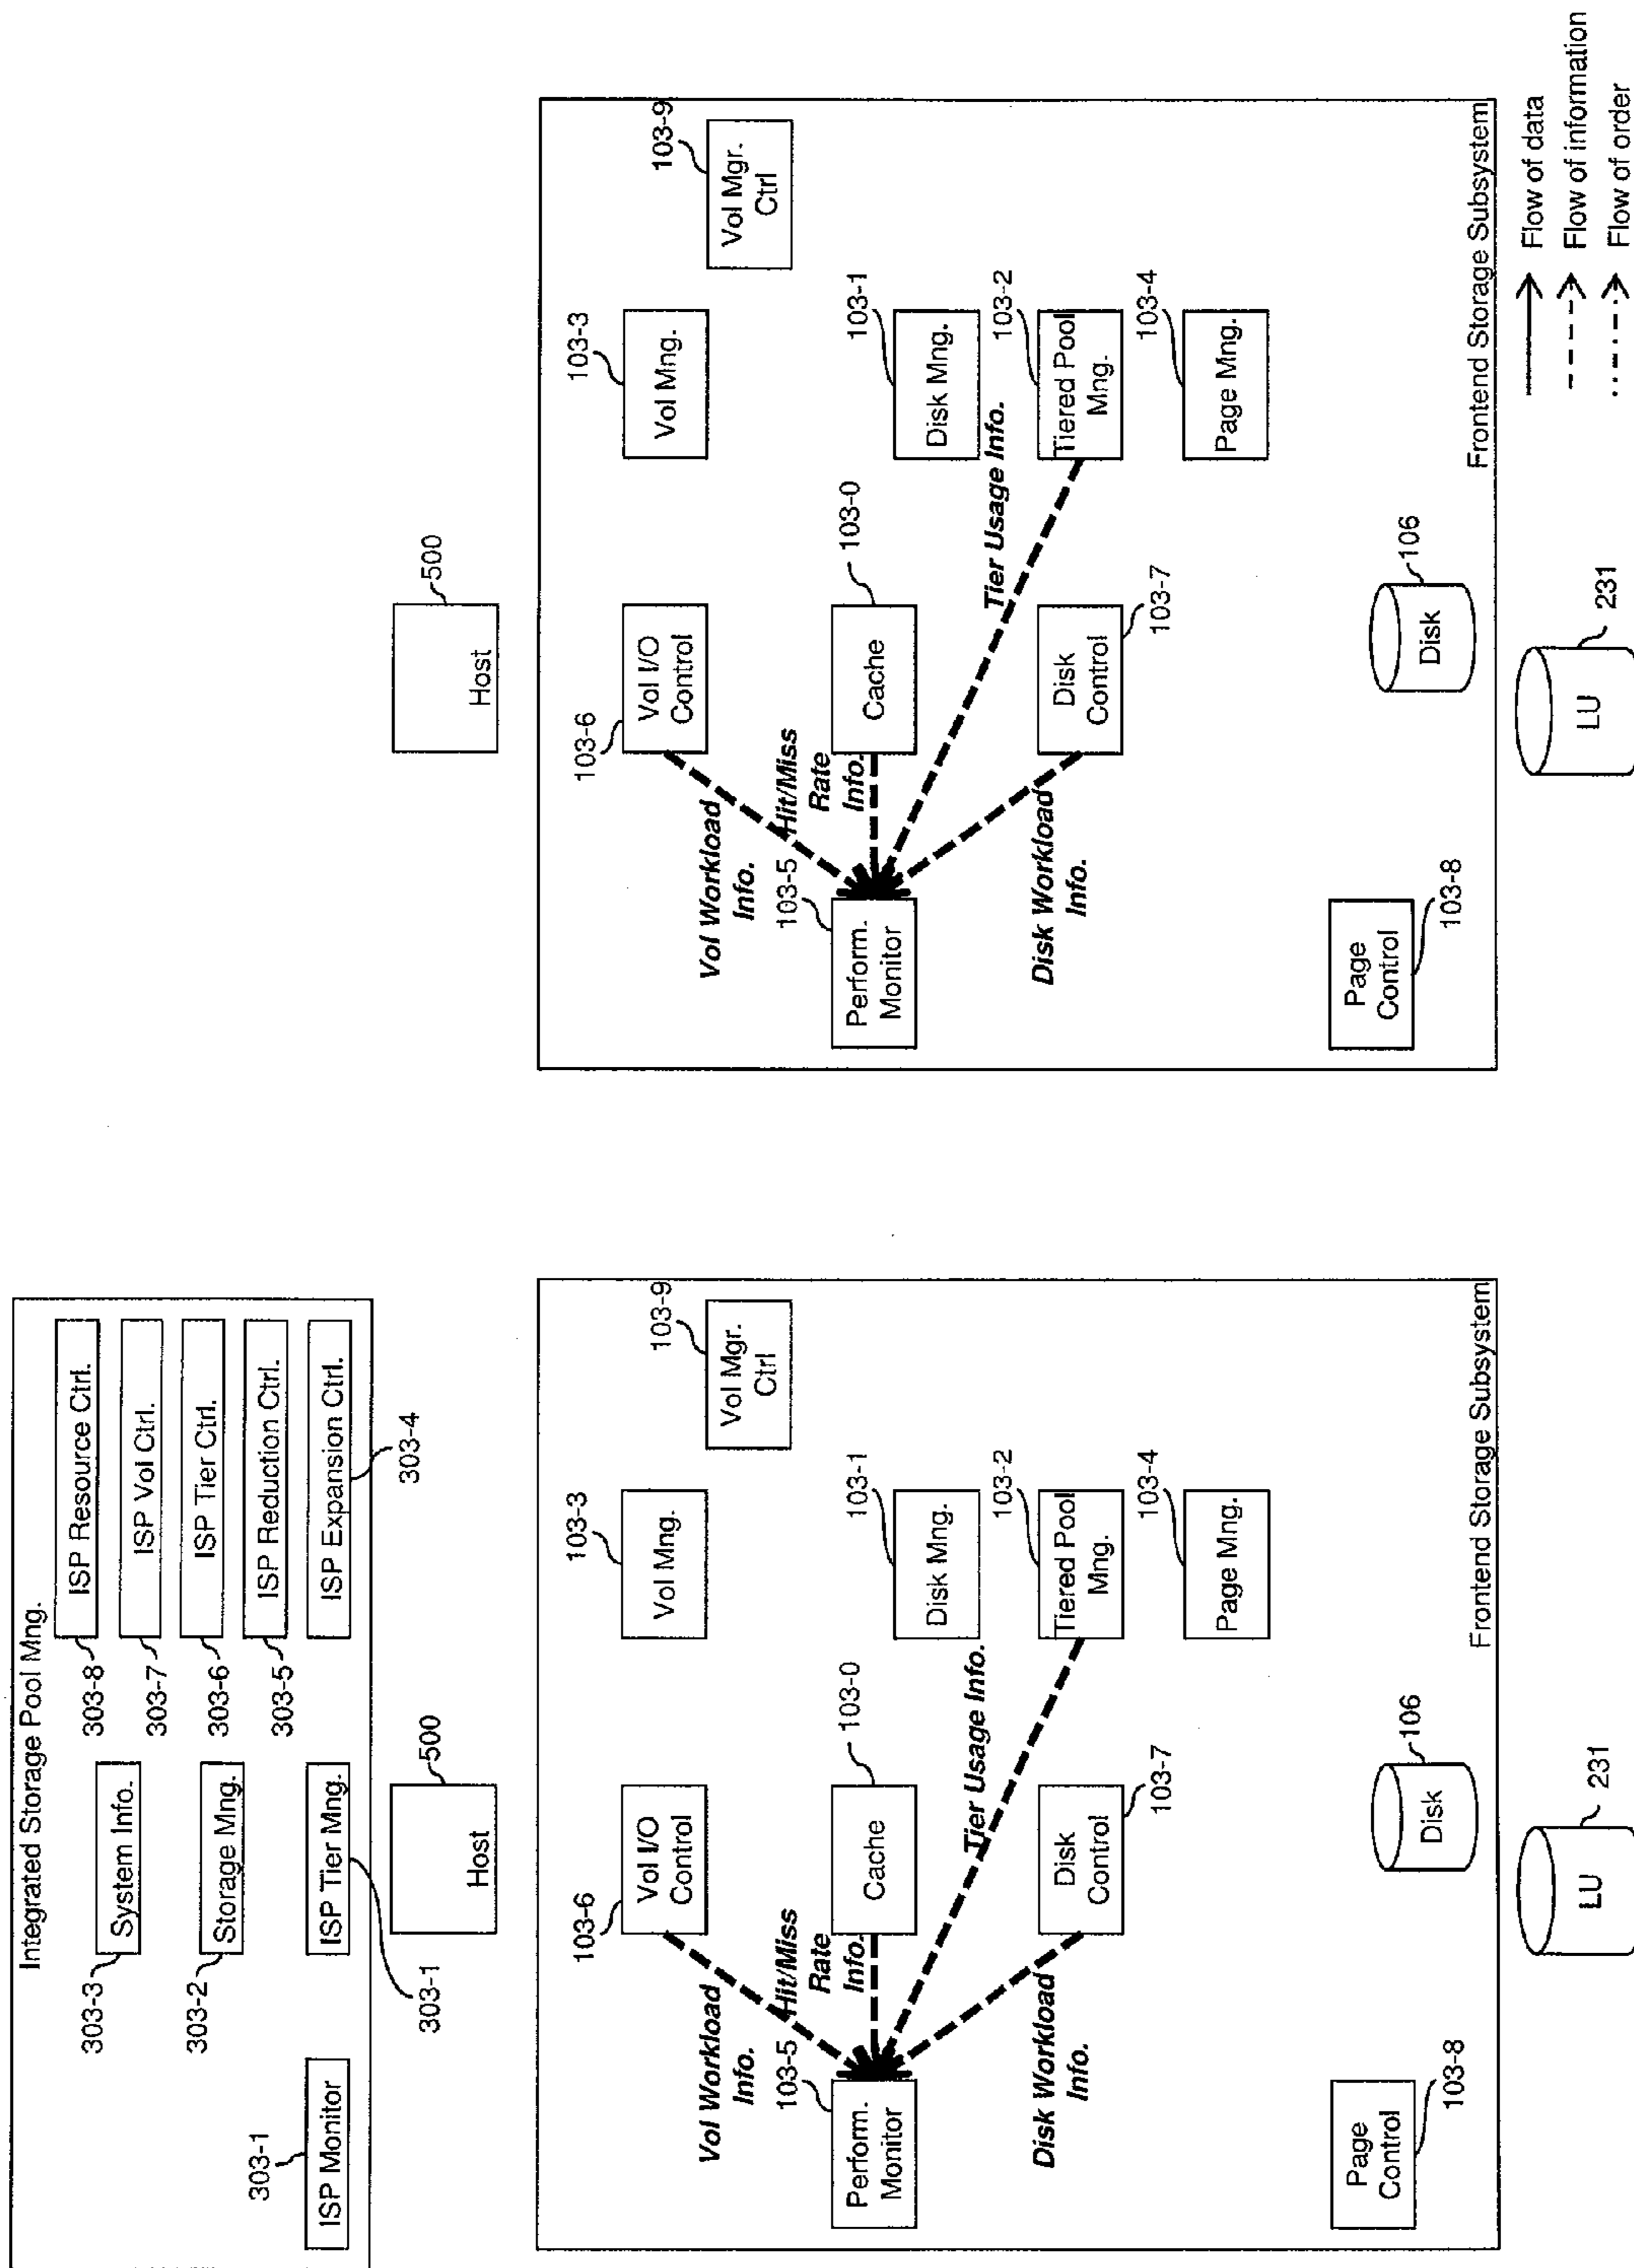 Integrated Storage Pool Mng.
303-3
System Info.
303-2
Storage Mng.
303-1
ISP Monitor
ISP Tier Mng.
303-1
303-8
ISP Resource Ctrl.
303-7
ISP Vol Ctrl.
303-6
ISP Tier Ctrl.
303-5
ISP Reduction Ctrl.
ISP Expansion Ctrl.
303-4
500
Host
103-6
Vol I/O
Control
103-3
Vol Mng.
103-9
Vol Mgr.
Ctrl
Vol Workload
Info.
Hit/Miss
Rate
Info.
103-5
Perform.
Monitor
Cache
103-0
103-1
Disk Mng.
Tier Usage Info.
103-2
Tiered Pool
Mng.
Disk Workload
Info.
Disk
Control
103-7
103-4
Page Mng.
Page
Control
103-8
106
Disk
Frontend Storage Subsystem
LU
231
500
Host
103-6
Vol I/O
Control
103-3
Vol Mng.
103-9
Vol Mgr.
Ctrl
Vol Workload
Info.
Hit/Miss
Rate
Info.
103-5
Perform.
Monitor
Cache
103-0
103-1
Disk Mng.
Tier Usage Info.
103-2
Tiered Pool
Mng.
Disk Workload
Info.
Disk
Control
103-7
103-4
Page Mng.
Page
Control
103-8
106
Disk
Frontend Storage Subsystem
LU
231
Flow of data
Flow of information
Flow of order